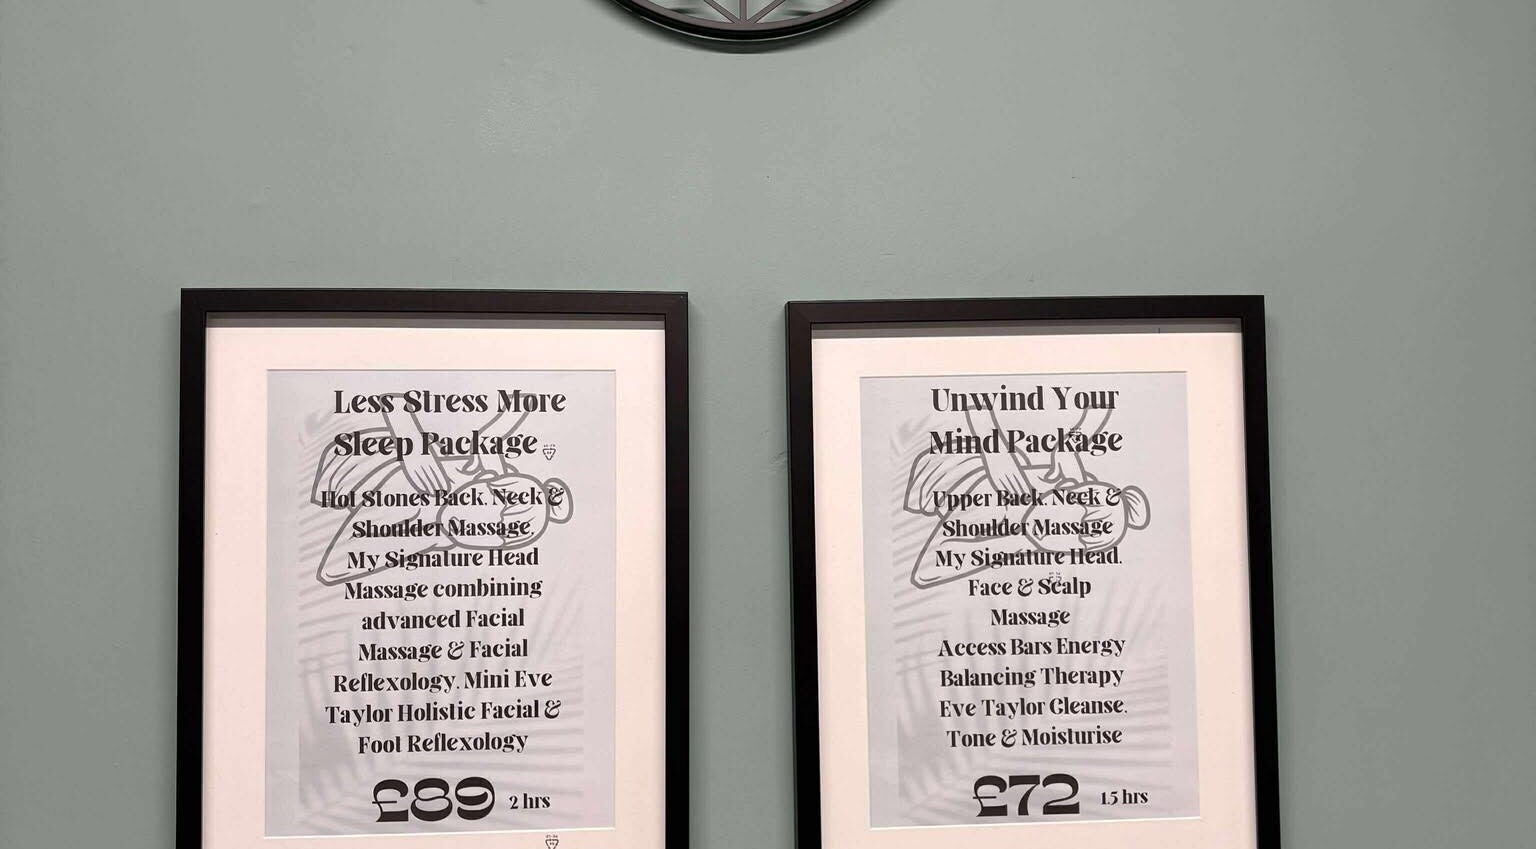 Less Stress More
Sleep Package
Hot Stones Back, Neck &
Shoulder Massage,
My Signature Head
Massage combining
advanced Facial
Massage & Facial
Reflexology, Mini Eve
Taylor Holistic Facial &
Foot Reflexology
£89 2 hrs
Unwind Your
Mind Package
Upper Back, Neck &
Shoulder Massage
My Signature Head,
Face & Scalp
Massage
Access Bars Energy
Balancing Therapy
Eve Taylor Cleanse,
Tone & Moisturise
£72 1.5 hrs